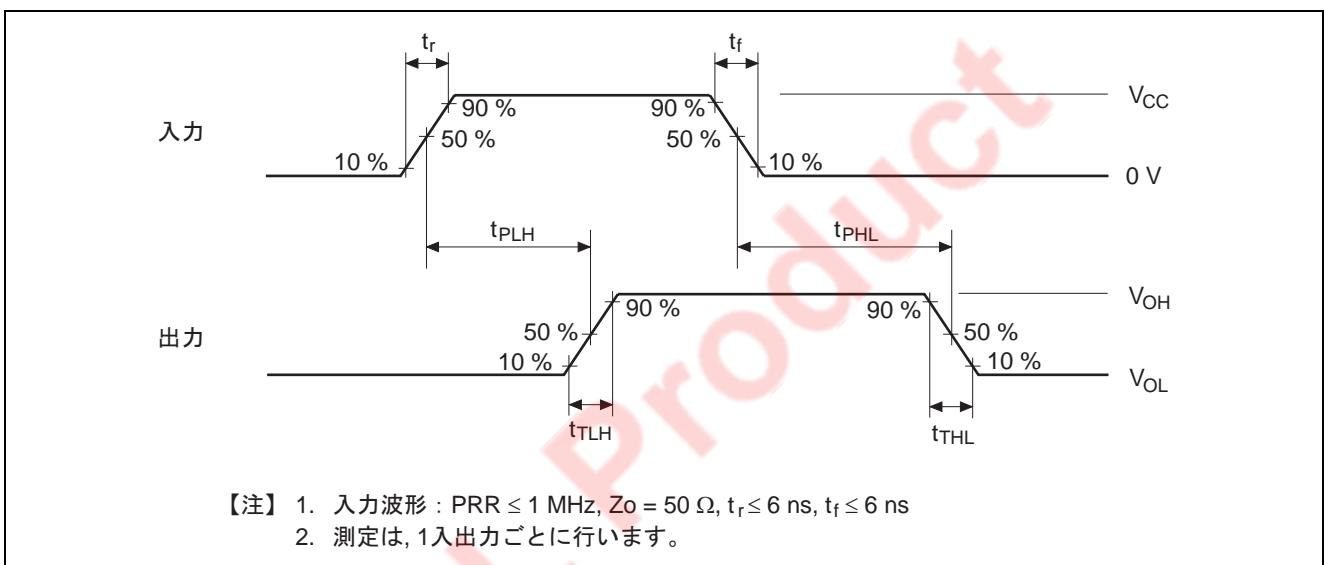 tr
tf
90 %
90 %
VCC
入力
50 %
50 %
10 %
10 %
0 V
tPLH
tPHL
90 %
90 %
VOH
出力
50 %
50 %
10 %
10 %
VOL
tTLH
tTHL
【注】 1. 入力波形 : PRR ≤ 1 MHz, Zo = 50 Ω, tr ≤ 6 ns, tf ≤ 6 ns
2. 測定は, 1入出力ごとに行います。
Product